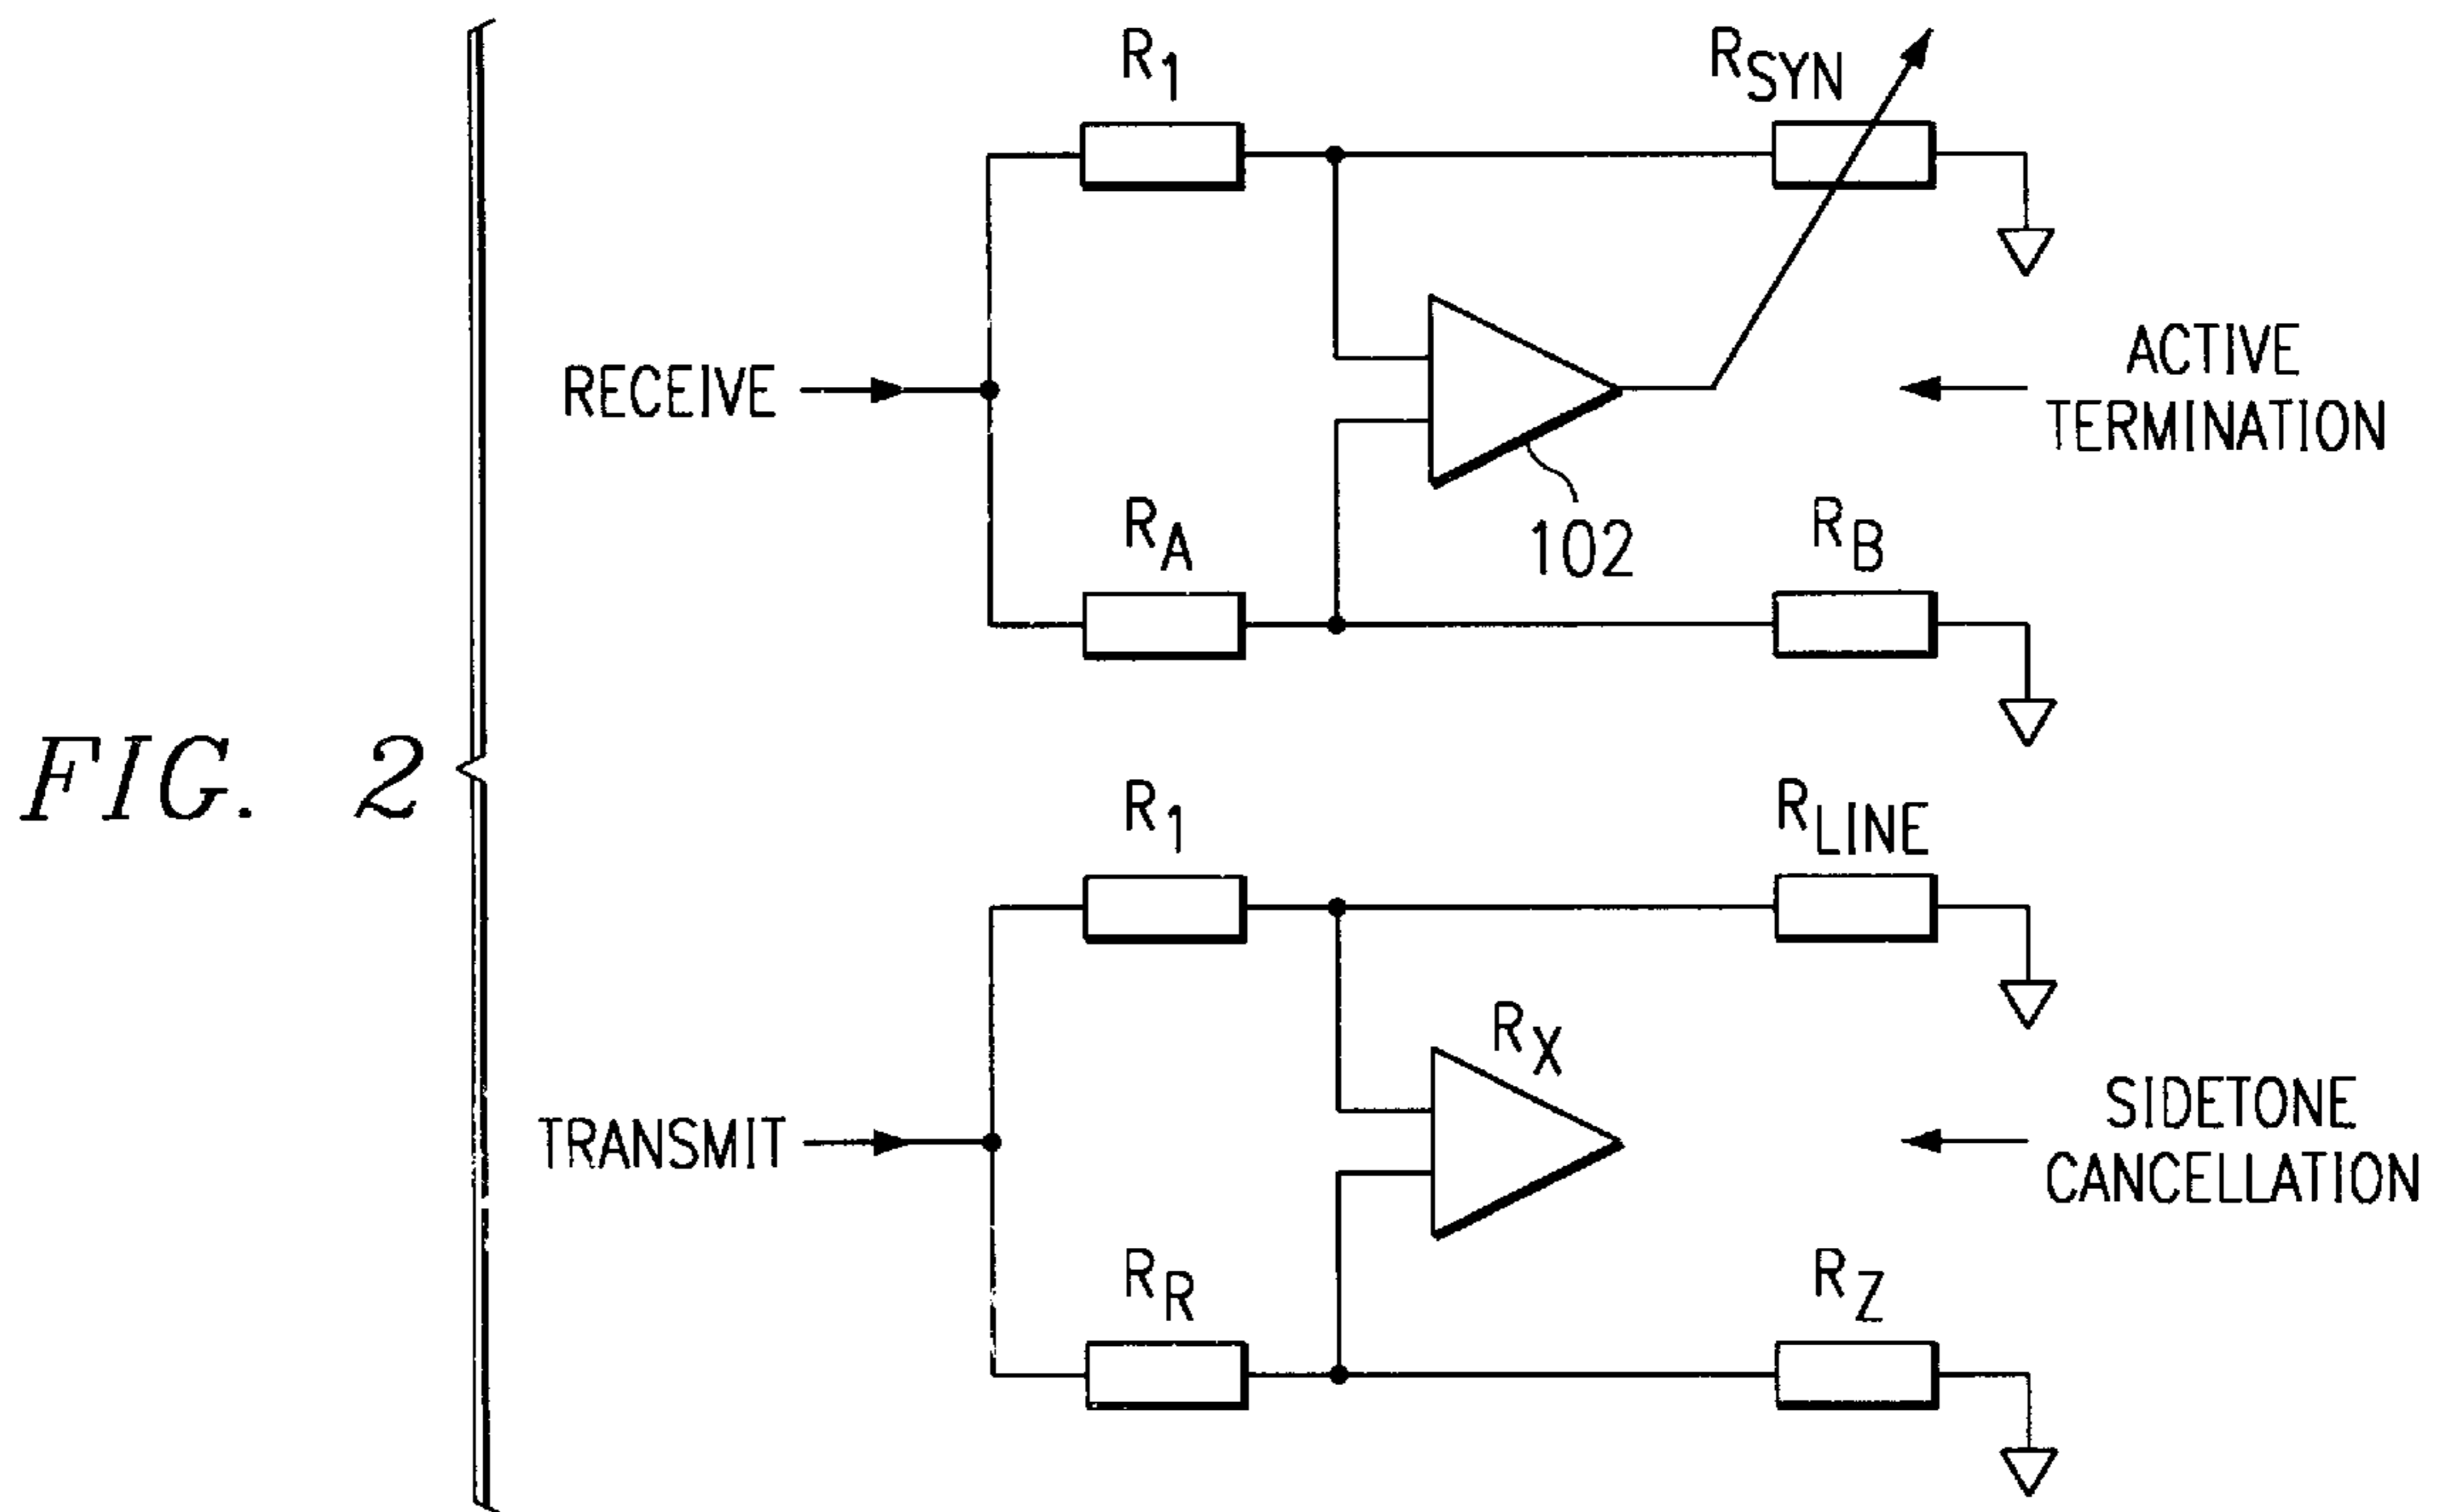 R1
RSYN
RECEIVE
ACTIVE
TERMINATION
RA
102
RB
FIG. 2
R1
RLINE
RX
TRANSMIT
SIDETONE
CANCELLATION
RR
RZ